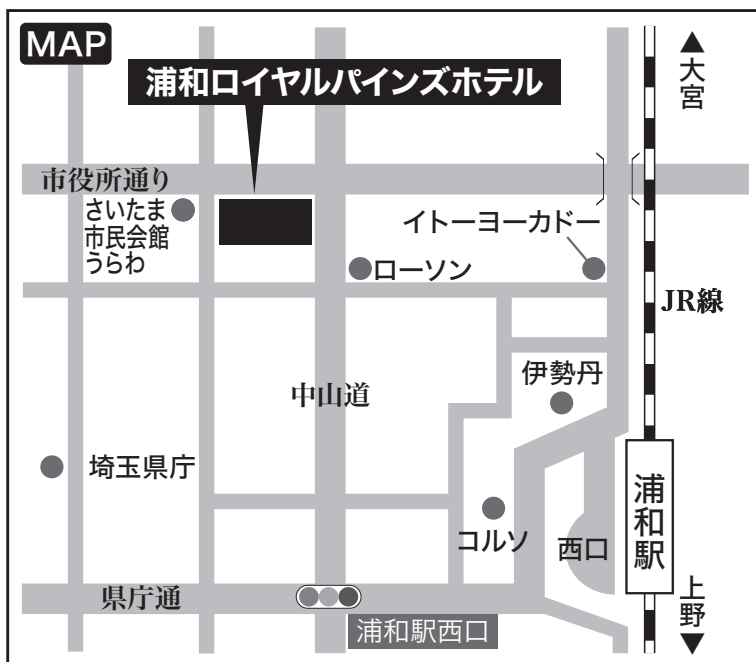 MAP
浦和ロイヤルパインズホテル
▲
大宮
市役所通り
さいたま
市民会館
うらわ
イトーヨーカドー
ローソン
JR線
中山道
伊勢丹
埼玉県庁
浦和駅
コルソ
西口
県庁通
浦和駅西口
上野
▼